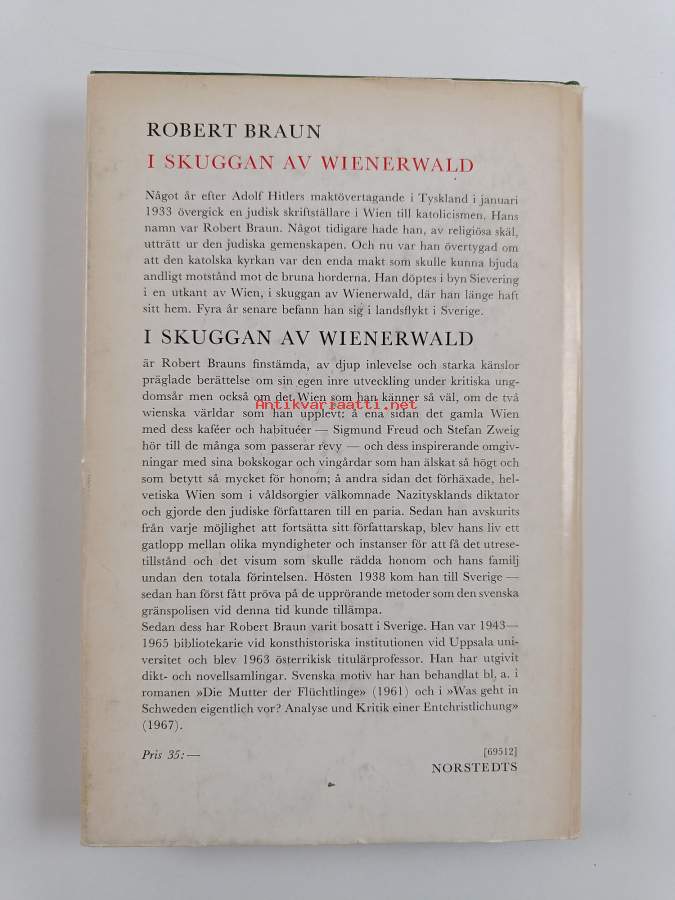 ROBERT BRAUN
I SKUGGAN AV WIENERWALD
Något år efter Adolf Hitlers maktövertagande i Tyskland i januari
1933 övergick en judisk skriftställare i Wien till katolicismen. Hans
namn var Robert Braun. Något tidigare hade han, av religiösa skäl,
utträtt ur den judiska gemenskapen. Och nu var han övertygad om
att den katolska kyrkan var den enda makt som skulle kunna bjuda
andligt motstånd mot de bruna horderna. Han döptes i byn Sievering
i en utkant av Wien, i skuggan av Wienerwald, där han länge haft
sitt hem. Fyra år senare befann han sig i landsflykt i Sverige.
I SKUGGAN AV WIENERWALD
är Robert Brauns finstämda, av djup inlevelse och starka känslor
präglade berättelse om sin egen inre utveckling under kritiska ung-
domsår men också om det Wien som han känner så väl, om de två
wienska världar som han upplevt: å ena sidan det gamla Wien
Antikvariaatti.net
med dess kaféer och habituéer — Sigmund Freud och Stefan Zweig
hör till de många som passerar revy — och dess inspirerande omgiv-
ningar med sina bokskogar och vingårdar som han älskat så högt och
som betytt så mycket för honom; å andra sidan det förhäxade, hel-
vetiska Wien som i våldsorgier välkomnade Nazitysklands diktator
och gjorde den judiske författaren till en paria. Sedan han avskurits
från varje möjlighet att fortsätta sitt författarskap, blev hans liv ett
gatlopp mellan olika myndigheter och instanser för att få det utrese-
tillstånd och det visum som skulle rädda honom och hans familj
undan den totala förintelsen. Hösten 1938 kom han till Sverige —
sedan han först fått pröva på de upprörande metoder som den svenska
gränspolisen vid denna tid kunde tillämpa.
Sedan dess har Robert Braun varit bosatt i Sverige. Han var 1943—
1965 bibliotekarie vid konsthistoriska institutionen vid Uppsala uni-
versitet och blev 1963 österrikisk titulärprofessor. Han har utgivit
dikt- och novellsamlingar. Svenska motiv har han behandlat bl. a. i
romanen »Die Mutter der Flüchtlinge» (1961) och i »Was geht in
Schweden eigentlich vor? Analyse und Kritik einer Entchristlichung»
(1967).
Pris 35:— [69512]
NORSTEDTS